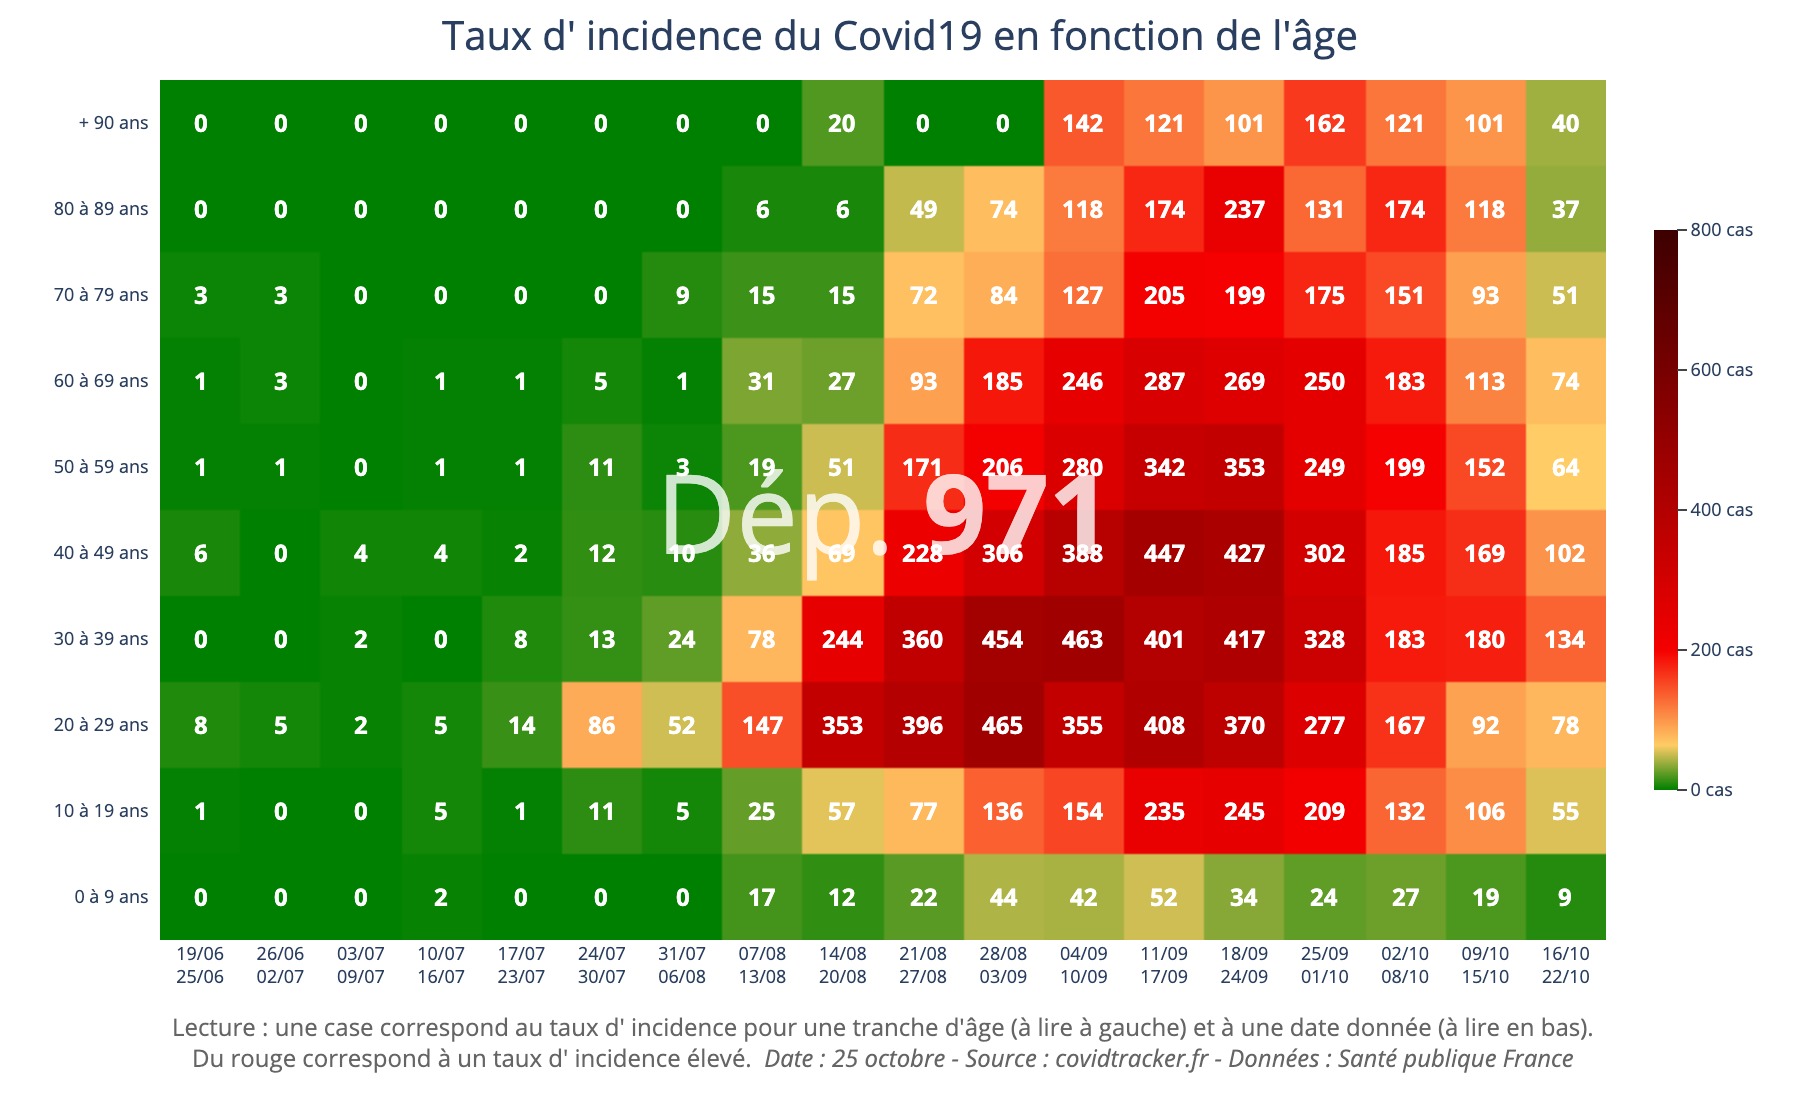 Taux d' incidence du Covid19 en fonction de l'âge
+ 90 ans 0 0 0 0 0 0 0 0 20 0 0 142 121 101 162 121 101 40
80 à 89 ans 0 0 0 0 0 0 0 6 6 49 74 118 174 237 131 174 118 37
70 à 79 ans 3 3 0 0 0 0 9 15 15 72 84 127 205 199 175 151 93 51
60 à 69 ans 1 3 0 1 1 5 1 31 27 93 185 246 287 269 250 183 113 74
50 à 59 ans 1 1 0 1 1 11 3 19 51 171 206 280 342 353 249 199 152 64
Dép. 971
40 à 49 ans 6 0 4 4 2 12 10 36 69 228 306 388 447 427 302 185 169 102
30 à 39 ans 0 0 2 0 8 13 24 78 244 360 454 463 401 417 328 183 180 134
20 à 29 ans 8 5 2 5 14 86 52 147 353 396 465 355 408 370 277 167 92 78
10 à 19 ans 1 0 0 5 1 11 5 25 57 77 136 154 235 245 209 132 106 55
0 à 9 ans 0 0 0 2 0 0 0 17 12 22 44 42 52 34 24 27 19 9
19/06 26/06 03/07 10/07 17/07 24/07 31/07 07/08 14/08 21/08 28/08 04/09 11/09 18/09 25/09 02/10 09/10 16/10
25/06 02/07 09/07 16/07 23/07 30/07 06/08 13/08 20/08 27/08 03/09 10/09 17/09 24/09 01/10 08/10 15/10 22/10
800 cas
600 cas
400 cas
200 cas
0 cas
Lecture : une case correspond au taux d' incidence pour une tranche d'âge (à lire à gauche) et à une date donnée (à lire en bas).
Du rouge correspond à un taux d' incidence élevé. Date : 25 octobre - Source : covidtracker.fr - Données : Santé publique France